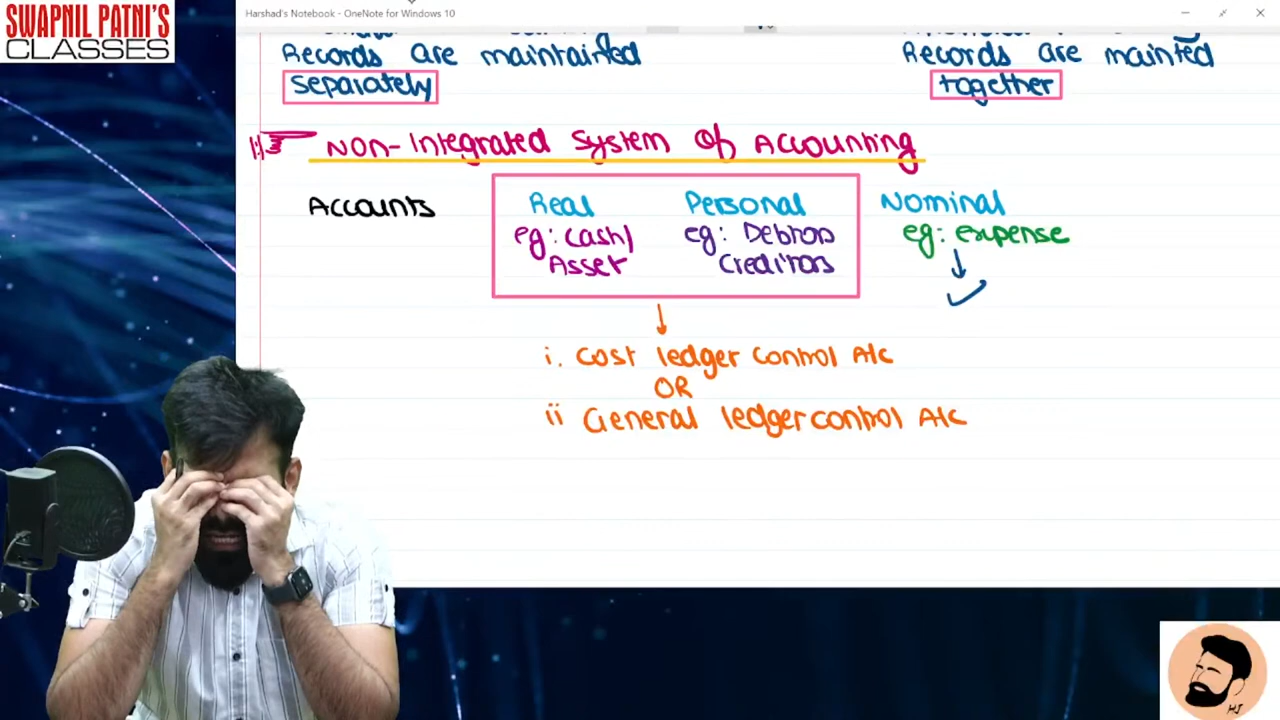 SWAPNIL PATNI'S
CLASSES
Harshad's Notebook - OneNote for Windows 10
Records are maintained
separately
Records are mainted
together
1:) Non-Integrated System of Accounting
Accounts
Real
Personal
Nominal
eg: Cash/
Asset
eg: Debtors
Creditors
eg: expense
i. Cost ledger control A/c
OR
ii General ledger control A/c
HJ